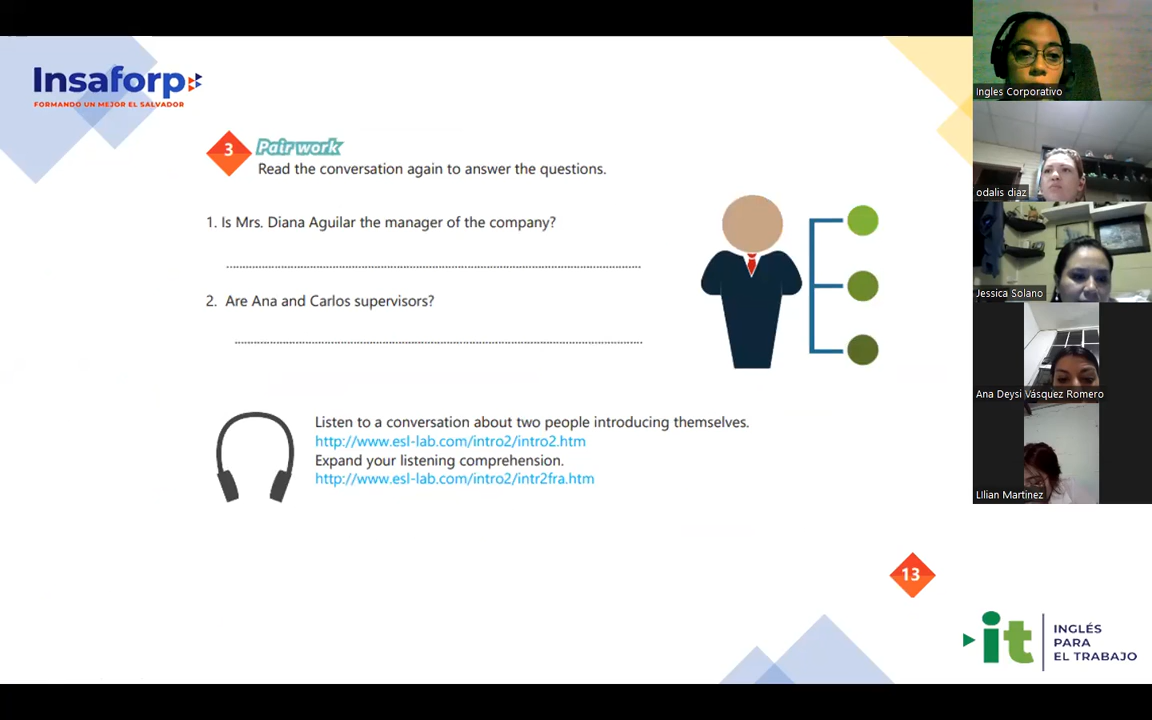 Insaforp
FORMANDO UN MEJOR EL SALVADOR
3
Pair work
Read the conversation again to answer the questions.
1. Is Mrs. Diana Aguilar the manager of the company?
2. Are Ana and Carlos supervisors?
Listen to a conversation about two people introducing themselves.
http://www.esl-lab.com/intro2/intro2.htm
Expand your listening comprehension.
http://www.esl-lab.com/intro2/intr2fra.htm
13
it
INGLÉS
PARA
EL TRABAJO
Ingles Corporativo
odalis diaz
Jessica Solano
Ana Deysi Vásquez Romero
LIlian Martinez